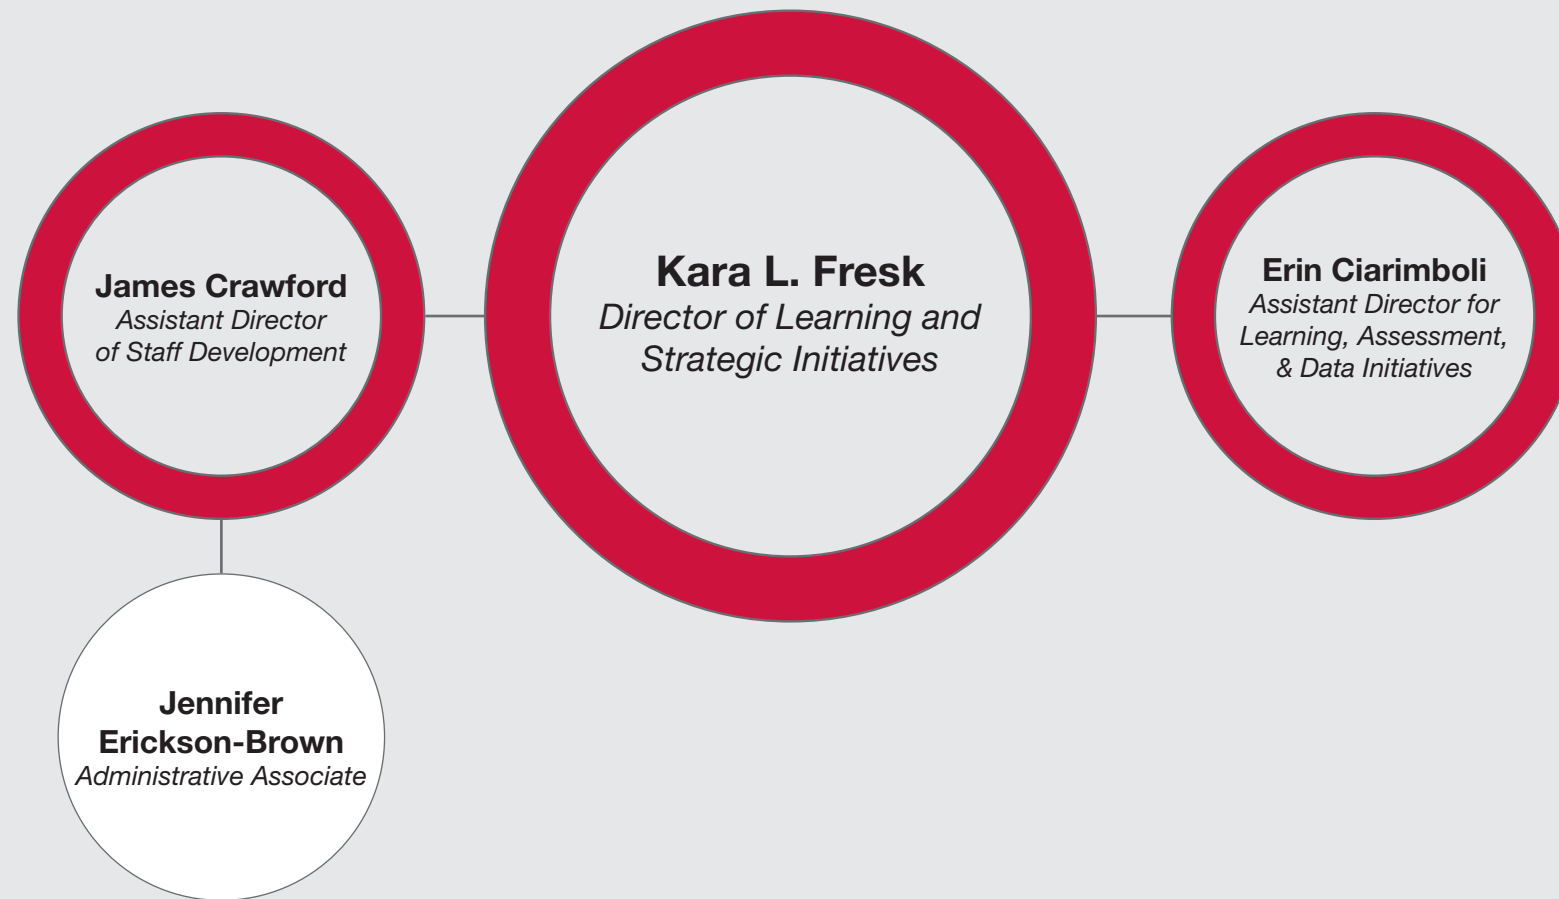 James Crawford
Assistant Director
of Staff Development
Kara L. Fresk
Director of Learning and
Strategic Initiatives
Erin Ciarimboli
Assistant Director for
Learning, Assessment,
& Data Initiatives
Jennifer
Erickson-Brown
Administrative Associate